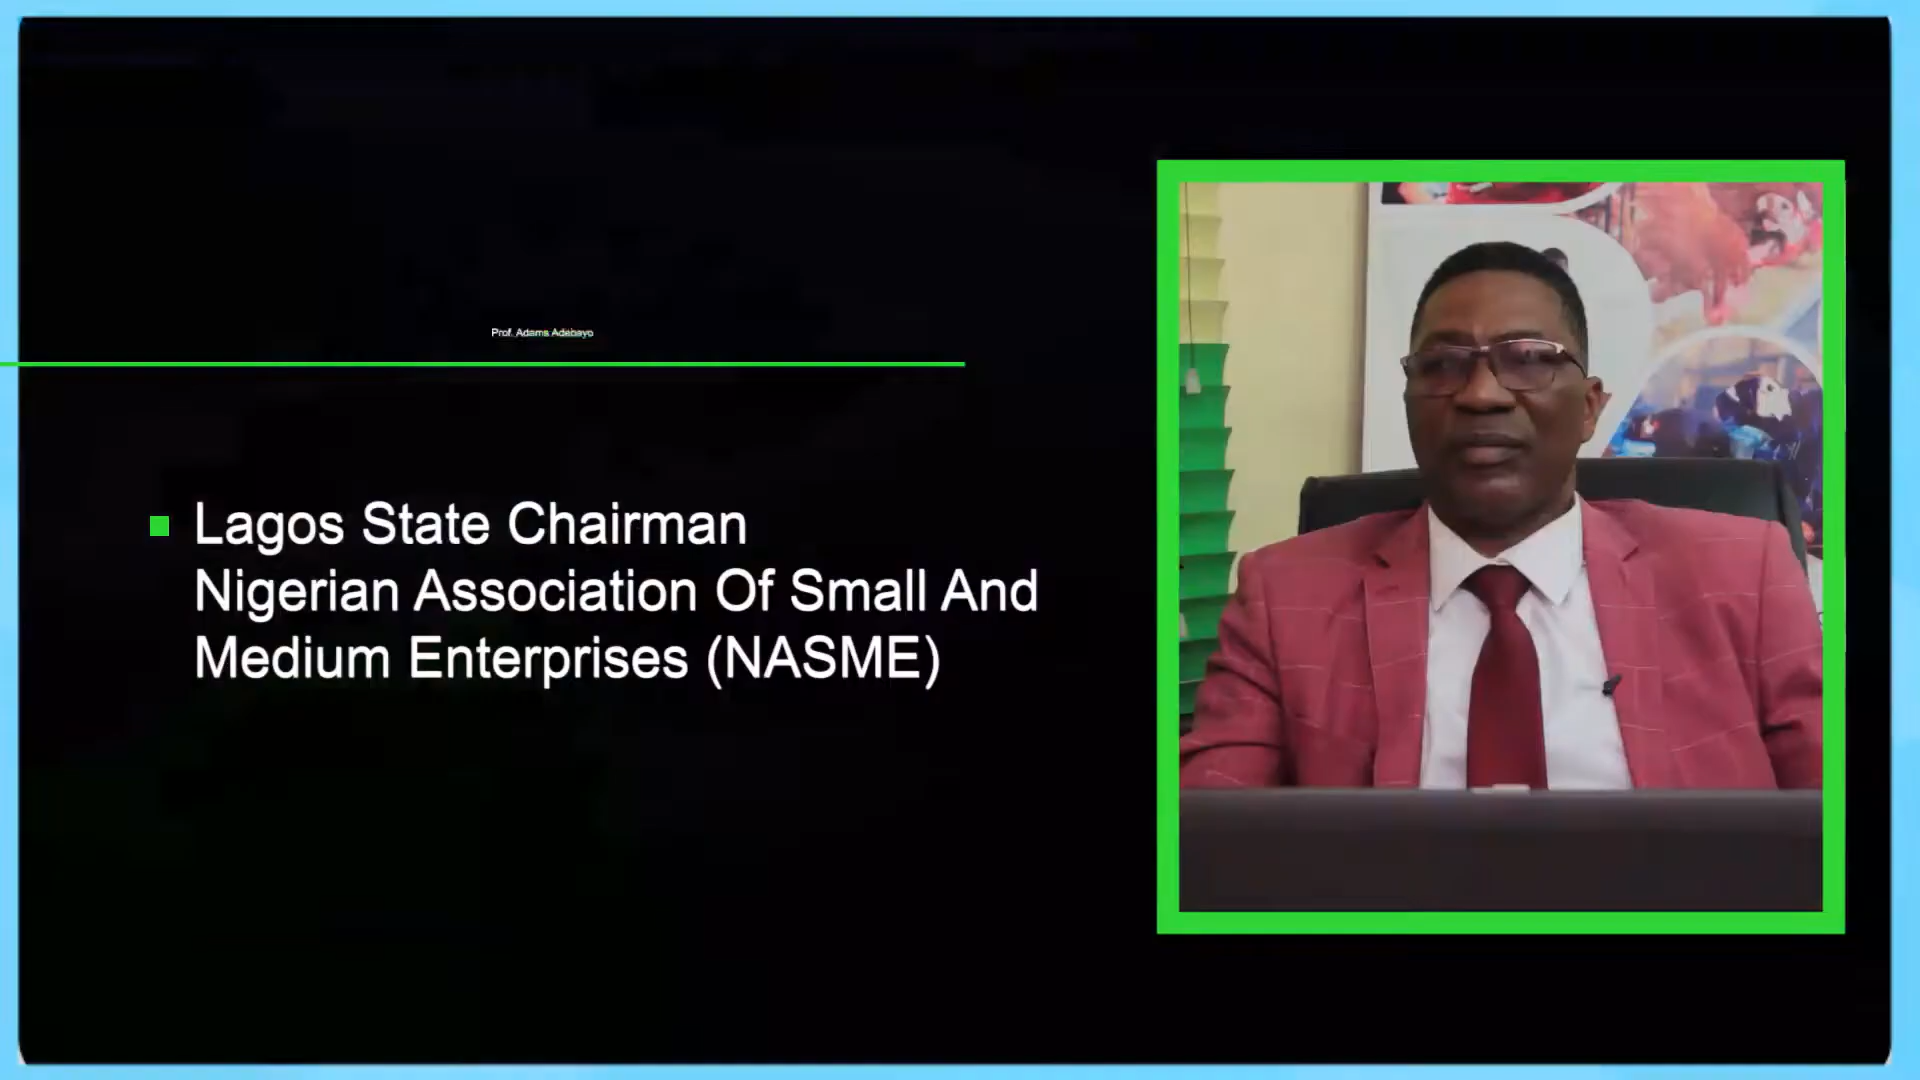 Prof. Adams Adebayo
Lagos State Chairman
Nigerian Association Of Small And
Medium Enterprises (NASME)